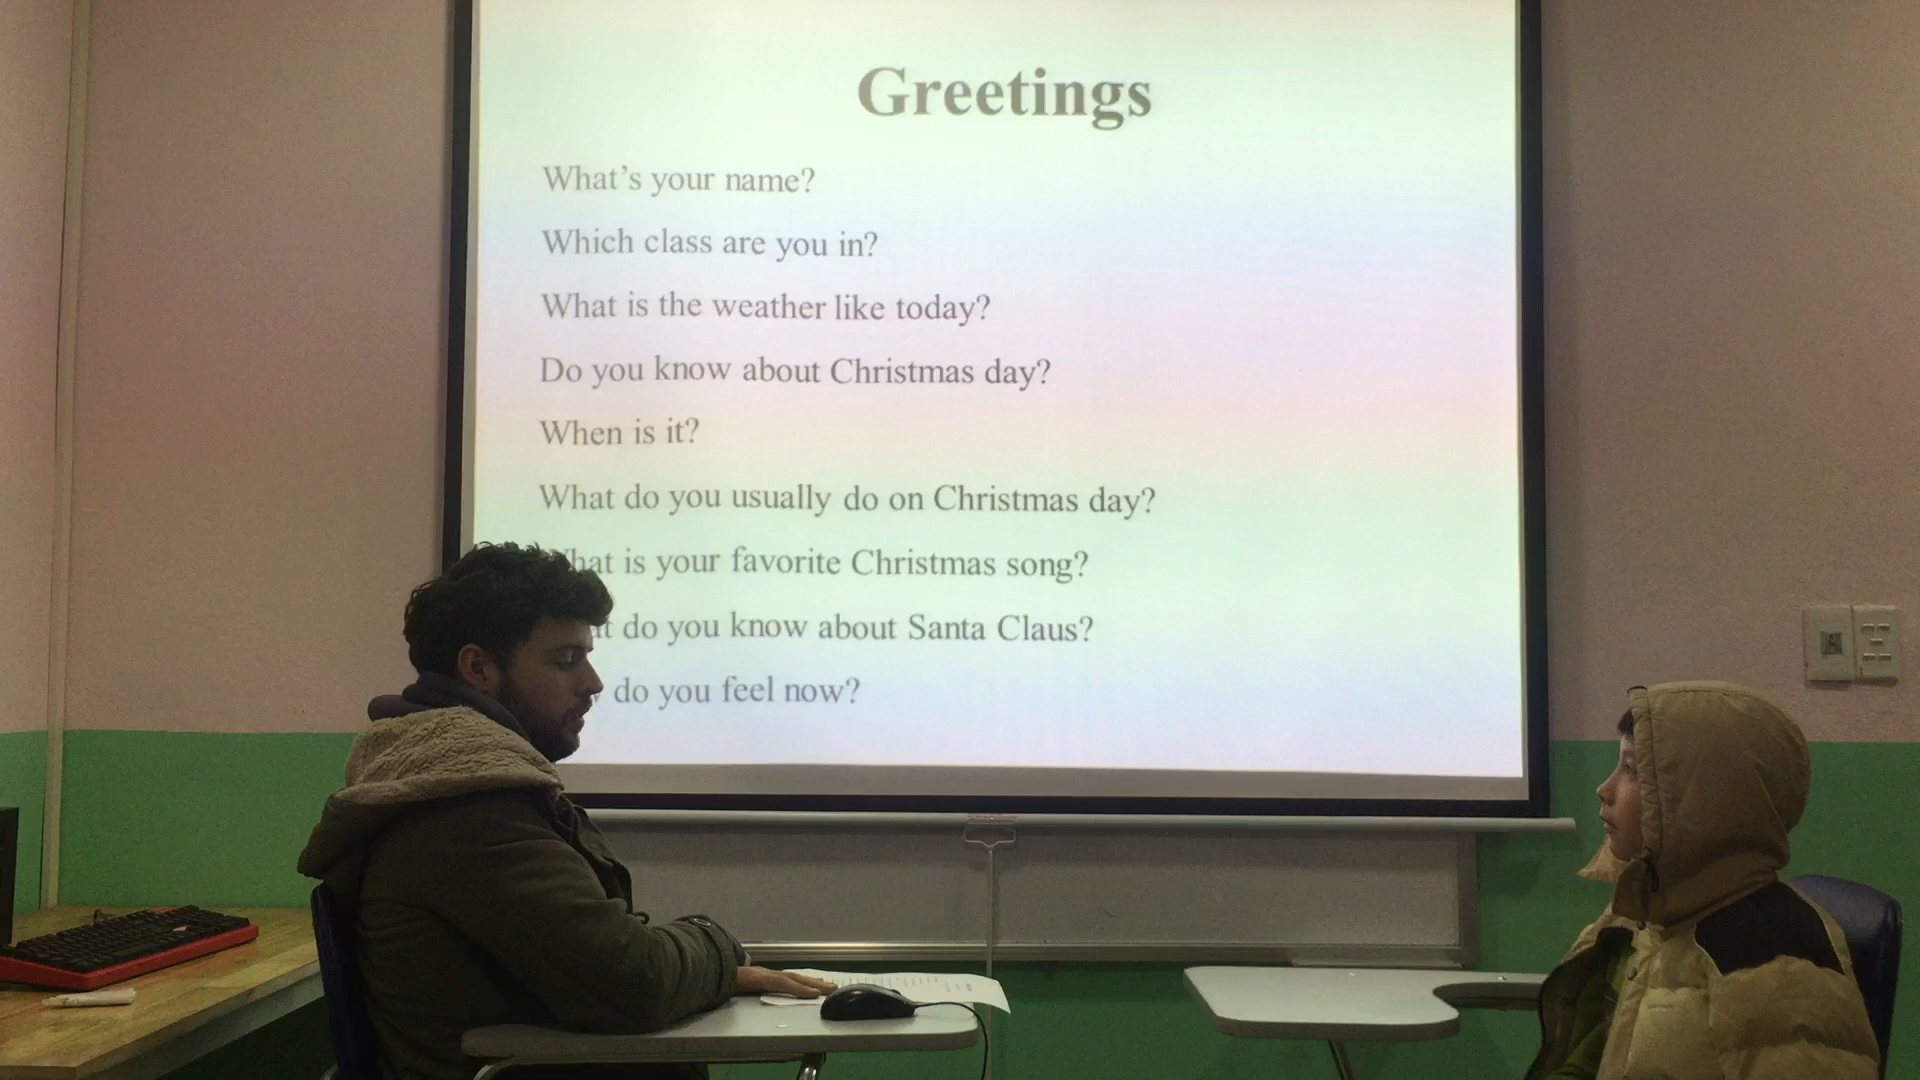 Greetings
What's your name?
Which class are you in?
What is the weather like today?
Do you know about Christmas day?
When is it?
What do you usually do on Christmas day?
is your favorite Christmas song?
do you know about Santa Claus?
do you feel now?